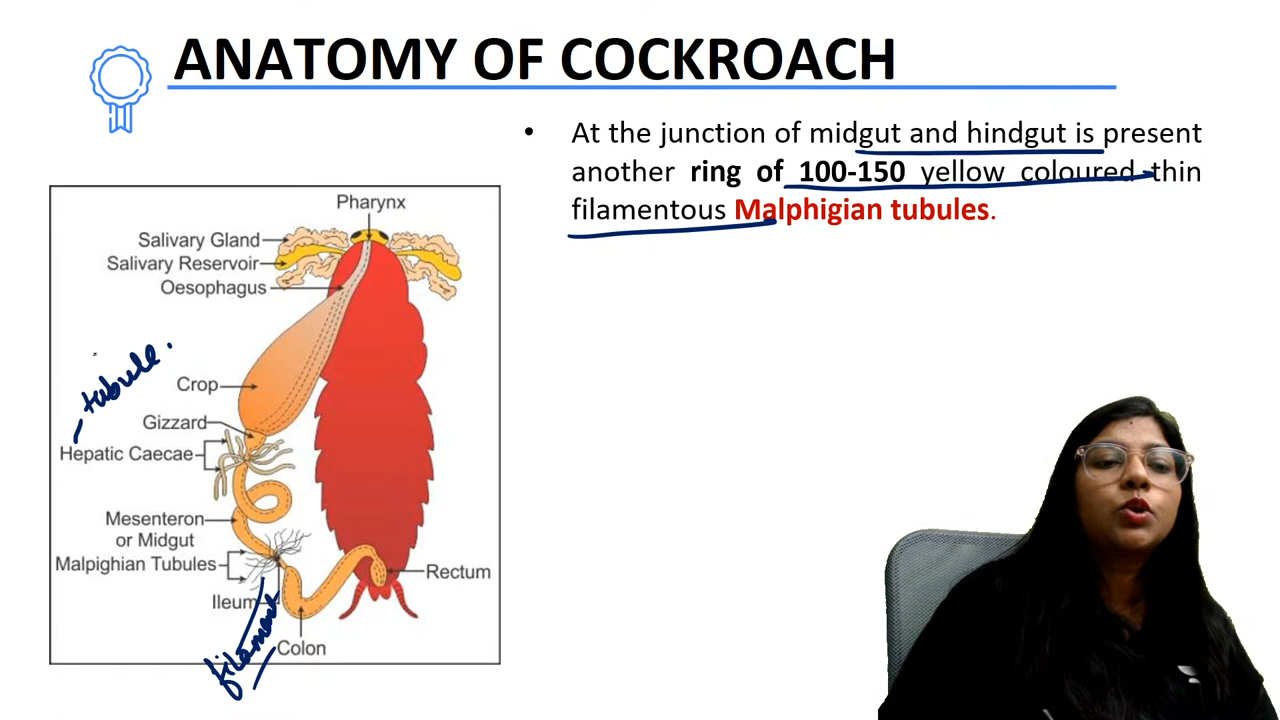 ANATOMY OF COCKROACH
• At the junction of midgut and hindgut is present
another ring of 100-150 yellow coloured thin
filamentous Malphigian tubules.
Pharynx
Salivary Gland
Salivary Reservoir
Oesophagus
tubule.
Crop
Gizzard
Hepatic Caecae
Mesenteron
or Midgut
Malpighian Tubules
Rectum
Ileum
filament
Colon